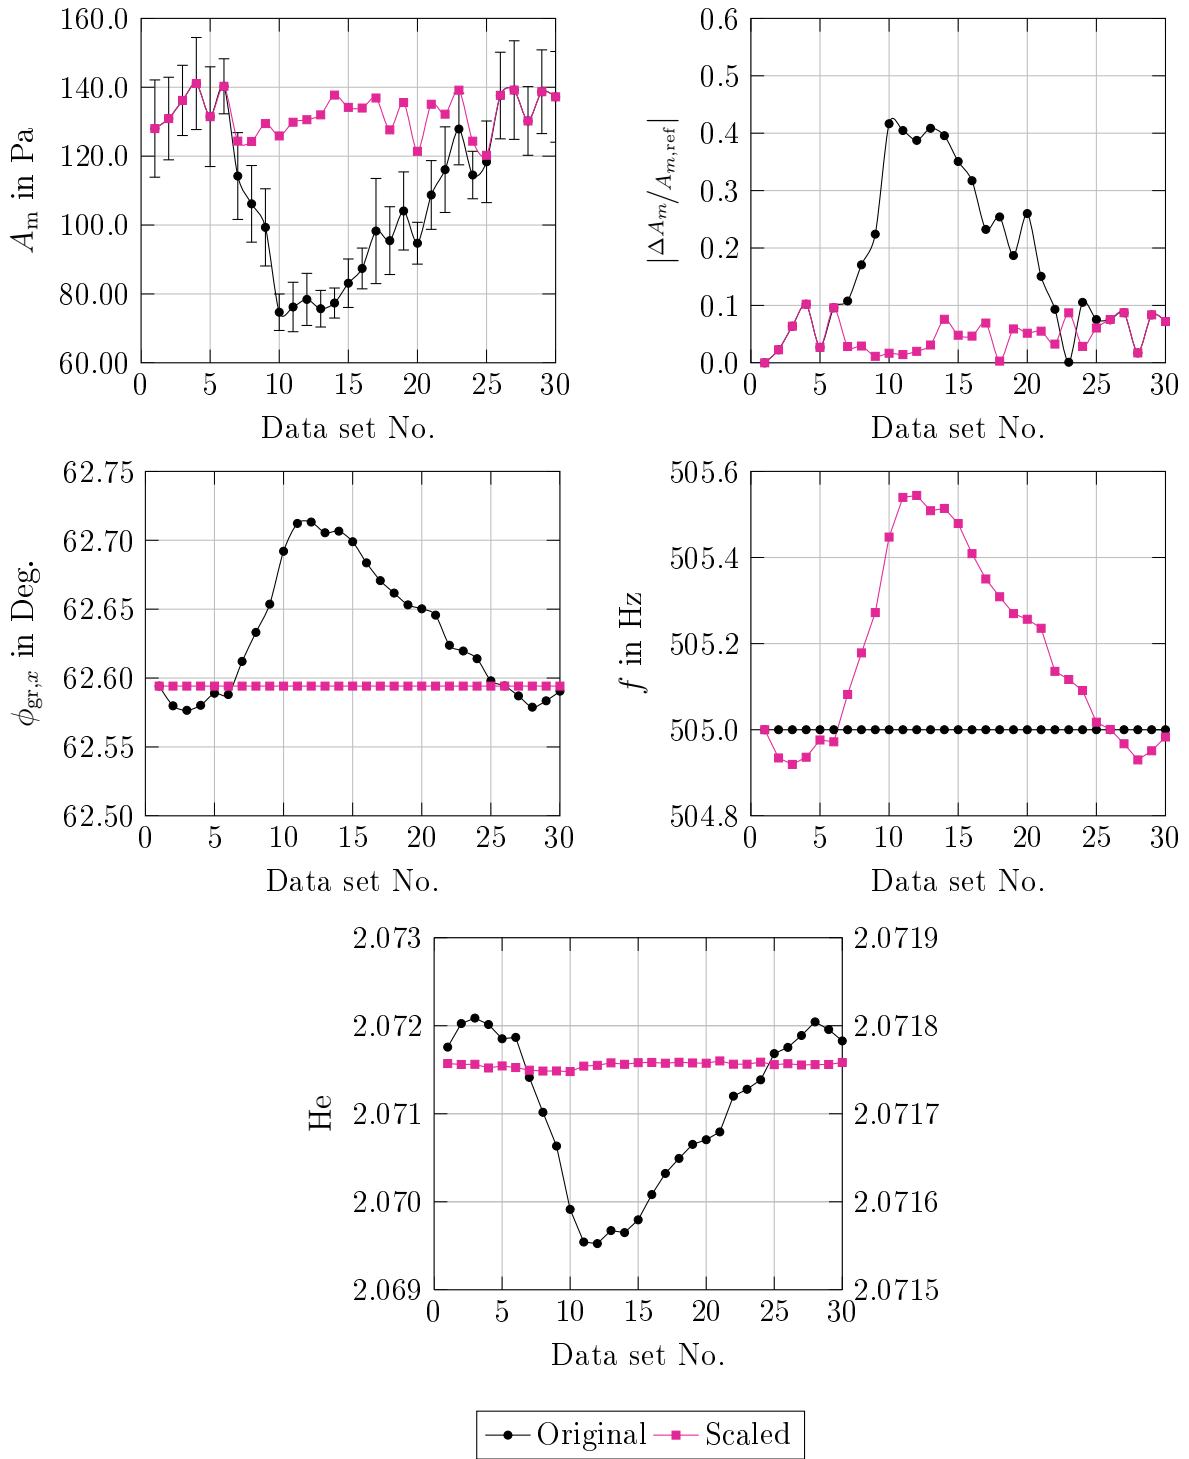 160.0
140.0
120.0
100.0
80.00
60.00
0 5 10 15 20 25 30
A_m in Pa
Data set No.
0.6
0.5
0.4
0.3
0.2
0.1
0.0
0 5 10 15 20 25 30
|ΔA_m/A_{m,ref}|
Data set No.
62.75
62.70
62.65
62.60
62.55
62.50
0 5 10 15 20 25 30
ϕ_{gr,x} in Deg.
Data set No.
505.6
505.4
505.2
505.0
504.8
0 5 10 15 20 25 30
f in Hz
Data set No.
2.073
2.072
2.071
2.070
2.069
He
2.0719
2.0718
2.0717
2.0716
2.0715
0 5 10 15 20 25 30
Data set No.
Original Scaled